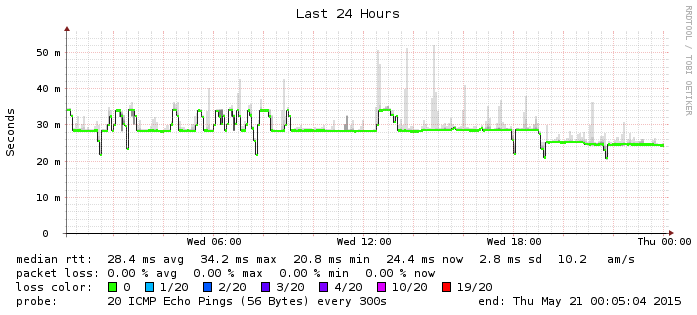 Last 24 Hours
RRDTOOL / TOBI OETIKER
Seconds
50 m
40 m
30 m
20 m
10 m
0 m
Wed 06:00 Wed 12:00 Wed 18:00 Thu 00:00
median rtt: 28.4 ms avg 34.2 ms max 20.8 ms min 24.4 ms now 2.8 ms sd 10.2 am/s
packet loss: 0.00 % avg 0.00 % max 0.00 % min 0.00 % now
loss color: 0 1/20 2/20 3/20 4/20 10/20 19/20
probe: 20 ICMP Echo Pings (56 Bytes) every 300s end: Thu May 21 00:05:04 2015